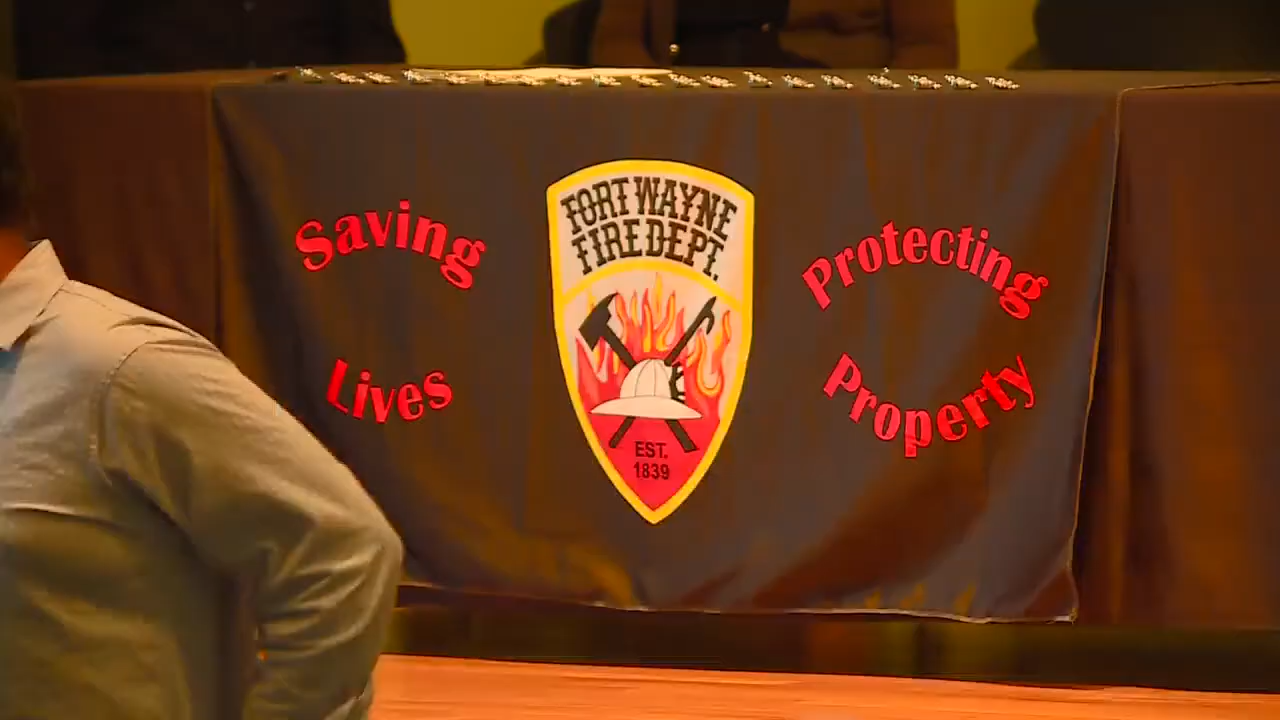 Saving
Lives
FORT WAYNE
FIRE DEPT.
EST.
1839
Protecting
Property